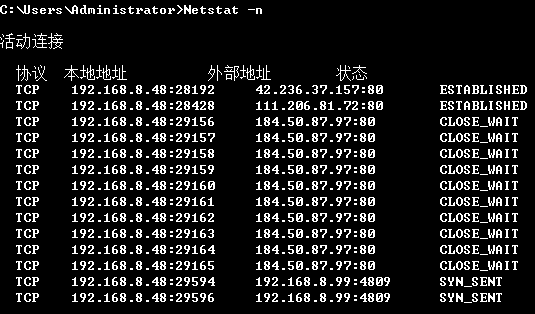 C:\Users\Administrator>Netstat -n
活动连接
协议 本地地址 外部地址 状态
TCP 192.168.8.48:28192 42.236.37.157:80 ESTABLISHED
TCP 192.168.8.48:28428 111.206.81.72:80 ESTABLISHED
TCP 192.168.8.48:29156 184.50.87.97:80 CLOSE_WAIT
TCP 192.168.8.48:29157 184.50.87.97:80 CLOSE_WAIT
TCP 192.168.8.48:29158 184.50.87.97:80 CLOSE_WAIT
TCP 192.168.8.48:29159 184.50.87.97:80 CLOSE_WAIT
TCP 192.168.8.48:29160 184.50.87.97:80 CLOSE_WAIT
TCP 192.168.8.48:29161 184.50.87.97:80 CLOSE_WAIT
TCP 192.168.8.48:29162 184.50.87.97:80 CLOSE_WAIT
TCP 192.168.8.48:29163 184.50.87.97:80 CLOSE_WAIT
TCP 192.168.8.48:29164 184.50.87.97:80 CLOSE_WAIT
TCP 192.168.8.48:29165 184.50.87.97:80 CLOSE_WAIT
TCP 192.168.8.48:29594 192.168.8.99:4809 SYN_SENT
TCP 192.168.8.48:29596 192.168.8.99:4809 SYN_SENT